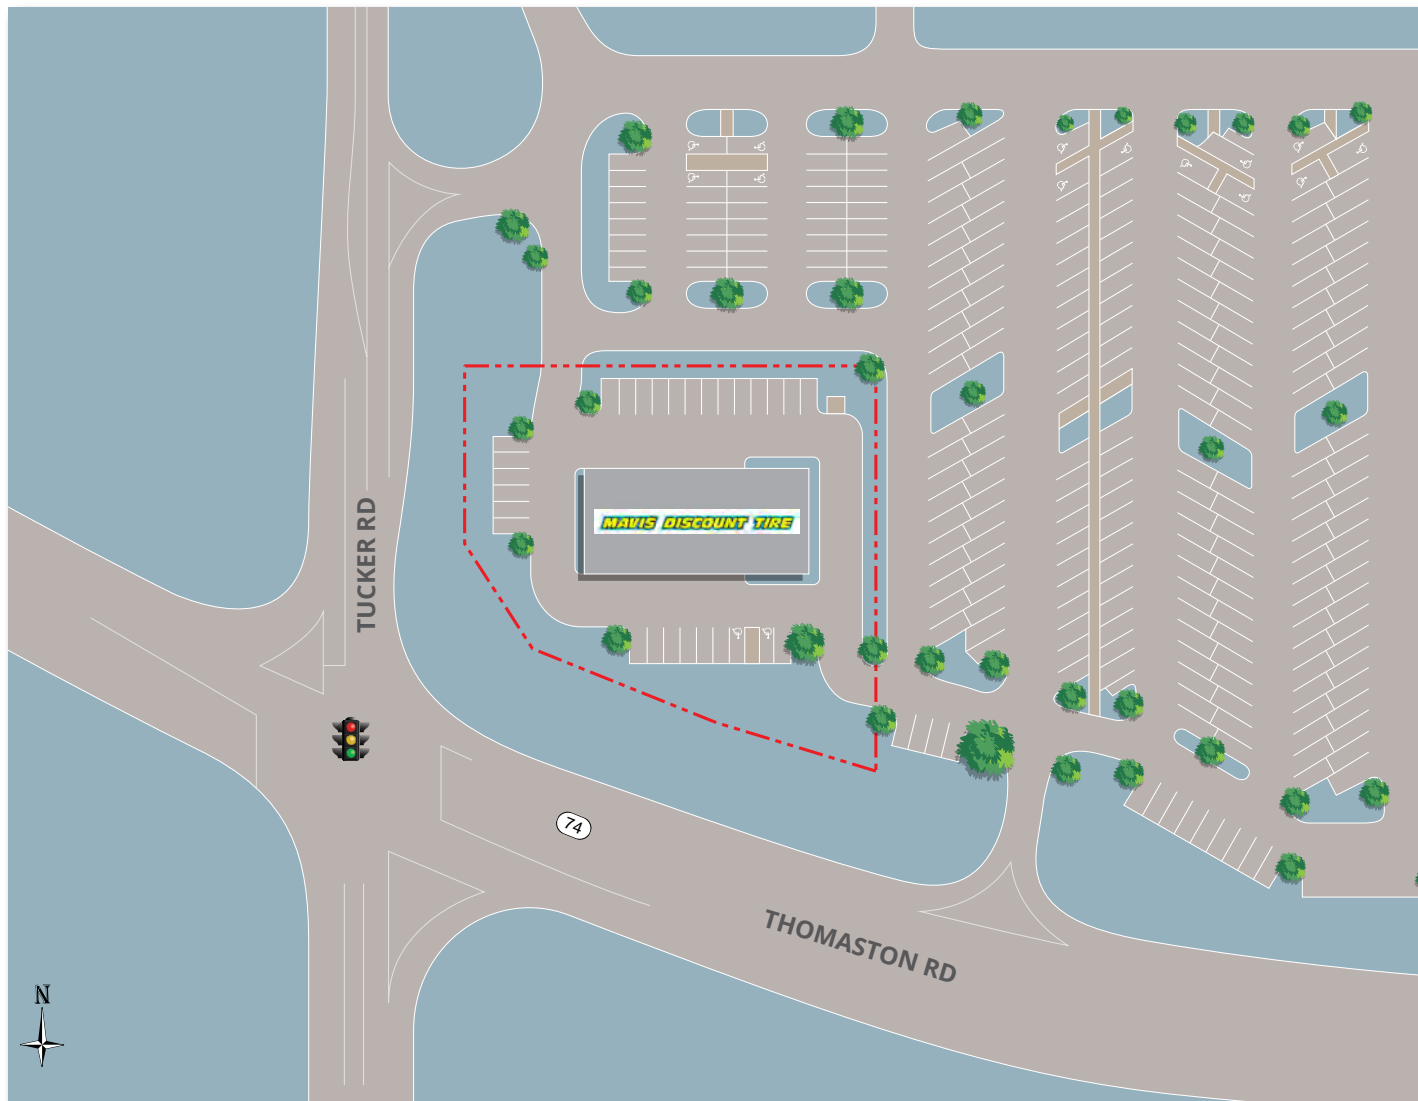 TUCKER RD
MAVIS DISCOUNT TIRE
74
THOMASTON RD
N